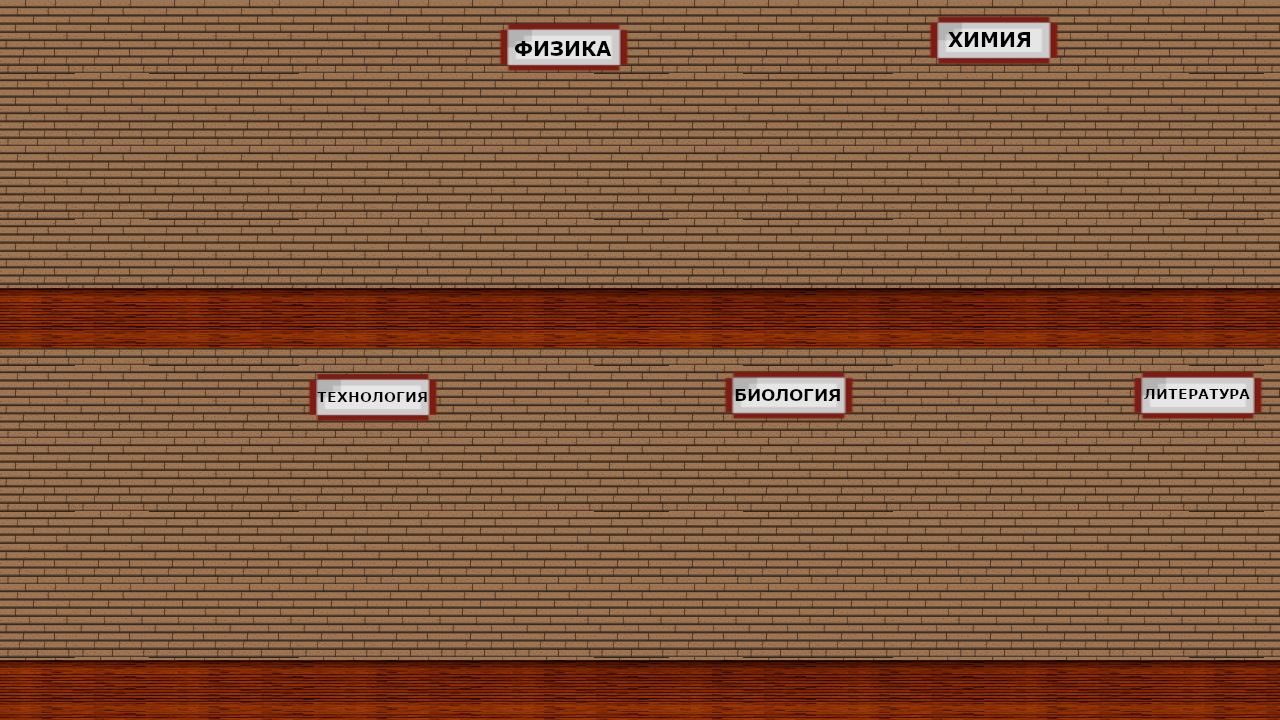 ФИЗИКА
ХИМИЯ
ТЕХНОЛОГИЯ
БИОЛОГИЯ
ЛИТЕРАТУРА